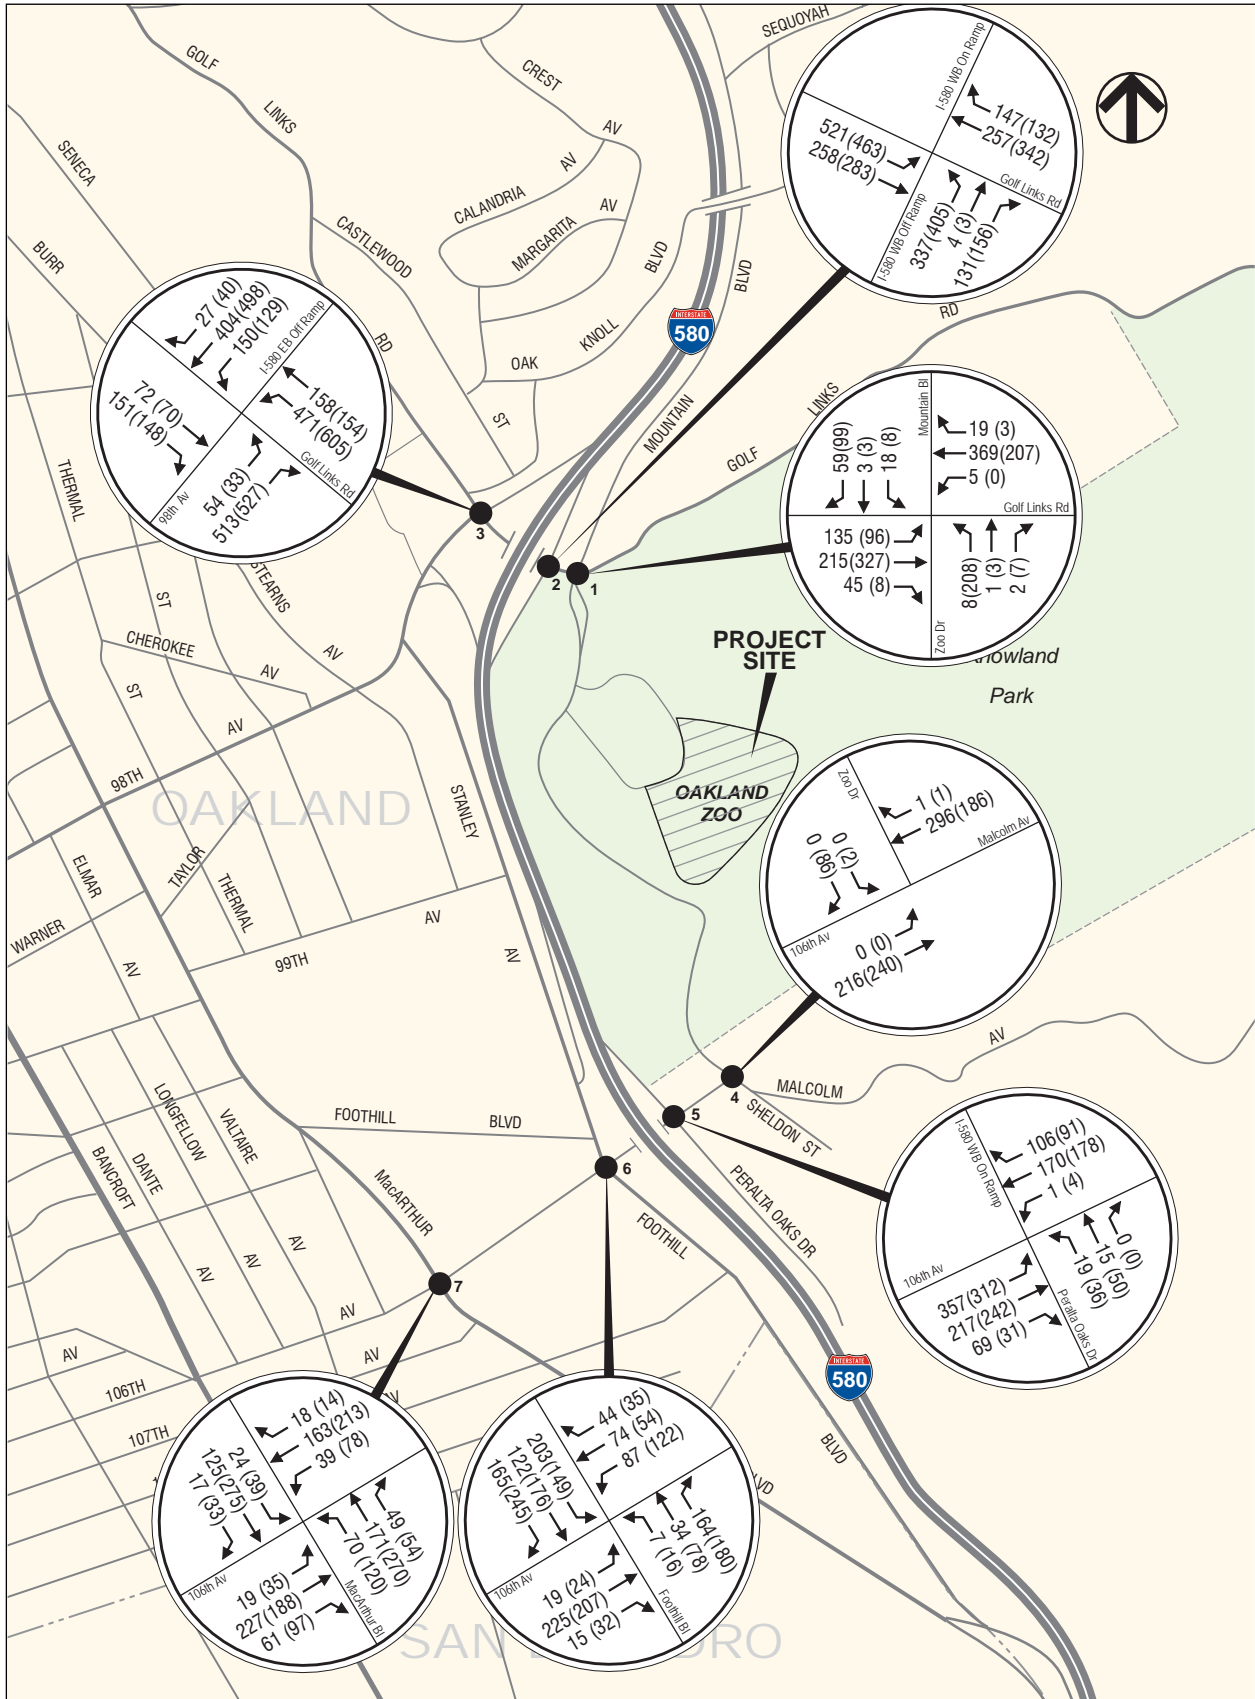 SEQUOYAH
GOLF
LINKS
CREST
AV
AV
CALANDRIA
AV
MARGARITA
SENECA
BURR
CASTLEWOOD
RD
BLVD
KNOLL
OAK
ST
BLVD
MOUNTAIN
INTERSTATE
580
RD
LINKS
GOLF
I-580 WB On Ramp
147(132)
257(342)
521(463)
258(283)
Golf Links Rd
I-580 WB Off Ramp
337(405)
4 (3)
131(156)
27 (40)
404(498)
150(129)
I-580 EB Off Ramp
72 (70)
151(148)
158(154)
471(605)
Golf Links Rd
98th Av
54 (33)
513(527)
3
2
1
59(99)
3 (3)
18 (8)
Mountain Bl
19 (3)
369(207)
5 (0)
Golf Links Rd
135 (96)
215(327)
45 (8)
Zoo Dr
8(208)
1 (3)
2 (7)
THERMAL
ST
STEARNS
AV
CHEROKEE
AV
ST
AV
98TH
OAKLAND
STANLEY
AV
PROJECT
SITE
OAKLAND
ZOO
Knowland
Park
ELMAR
AV
TAYLOR
THERMAL
WARNER
99TH
AV
Zoo Dr
1 (1)
296(186)
Malcolm Av
0 (2)
0 (86)
106th Av
0 (0)
216(240)
AV
MALCOLM
4
SHELDON ST
5
PERALTA OAKS DR
FOOTHILL
BLVD
6
FOOTHILL
BLVD
LONGFELLOW
VALTAIRE
DANTE
BANCROFT
AV
AV
AV
MacARTHUR
7
AV
AV
AV
AV
106TH
107TH
I-580 WB On Ramp
106(91)
170(178)
1 (4)
106th Av
357(312)
217(242)
69 (31)
0 (0)
15 (50)
19 (36)
Peralta Oaks Dr
INTERSTATE
580
18 (14)
163(213)
39 (78)
24 (39)
125(275)
17 (33)
106th Av
19 (35)
227(188)
61 (97)
49 (54)
171(270)
70 (120)
MacArthur Bl
44 (35)
74 (54)
87 (122)
203(149)
122(176)
165(245)
106th Av
19 (24)
225(207)
15 (32)
164(180)
34 (78)
7 (16)
Foothill Bl